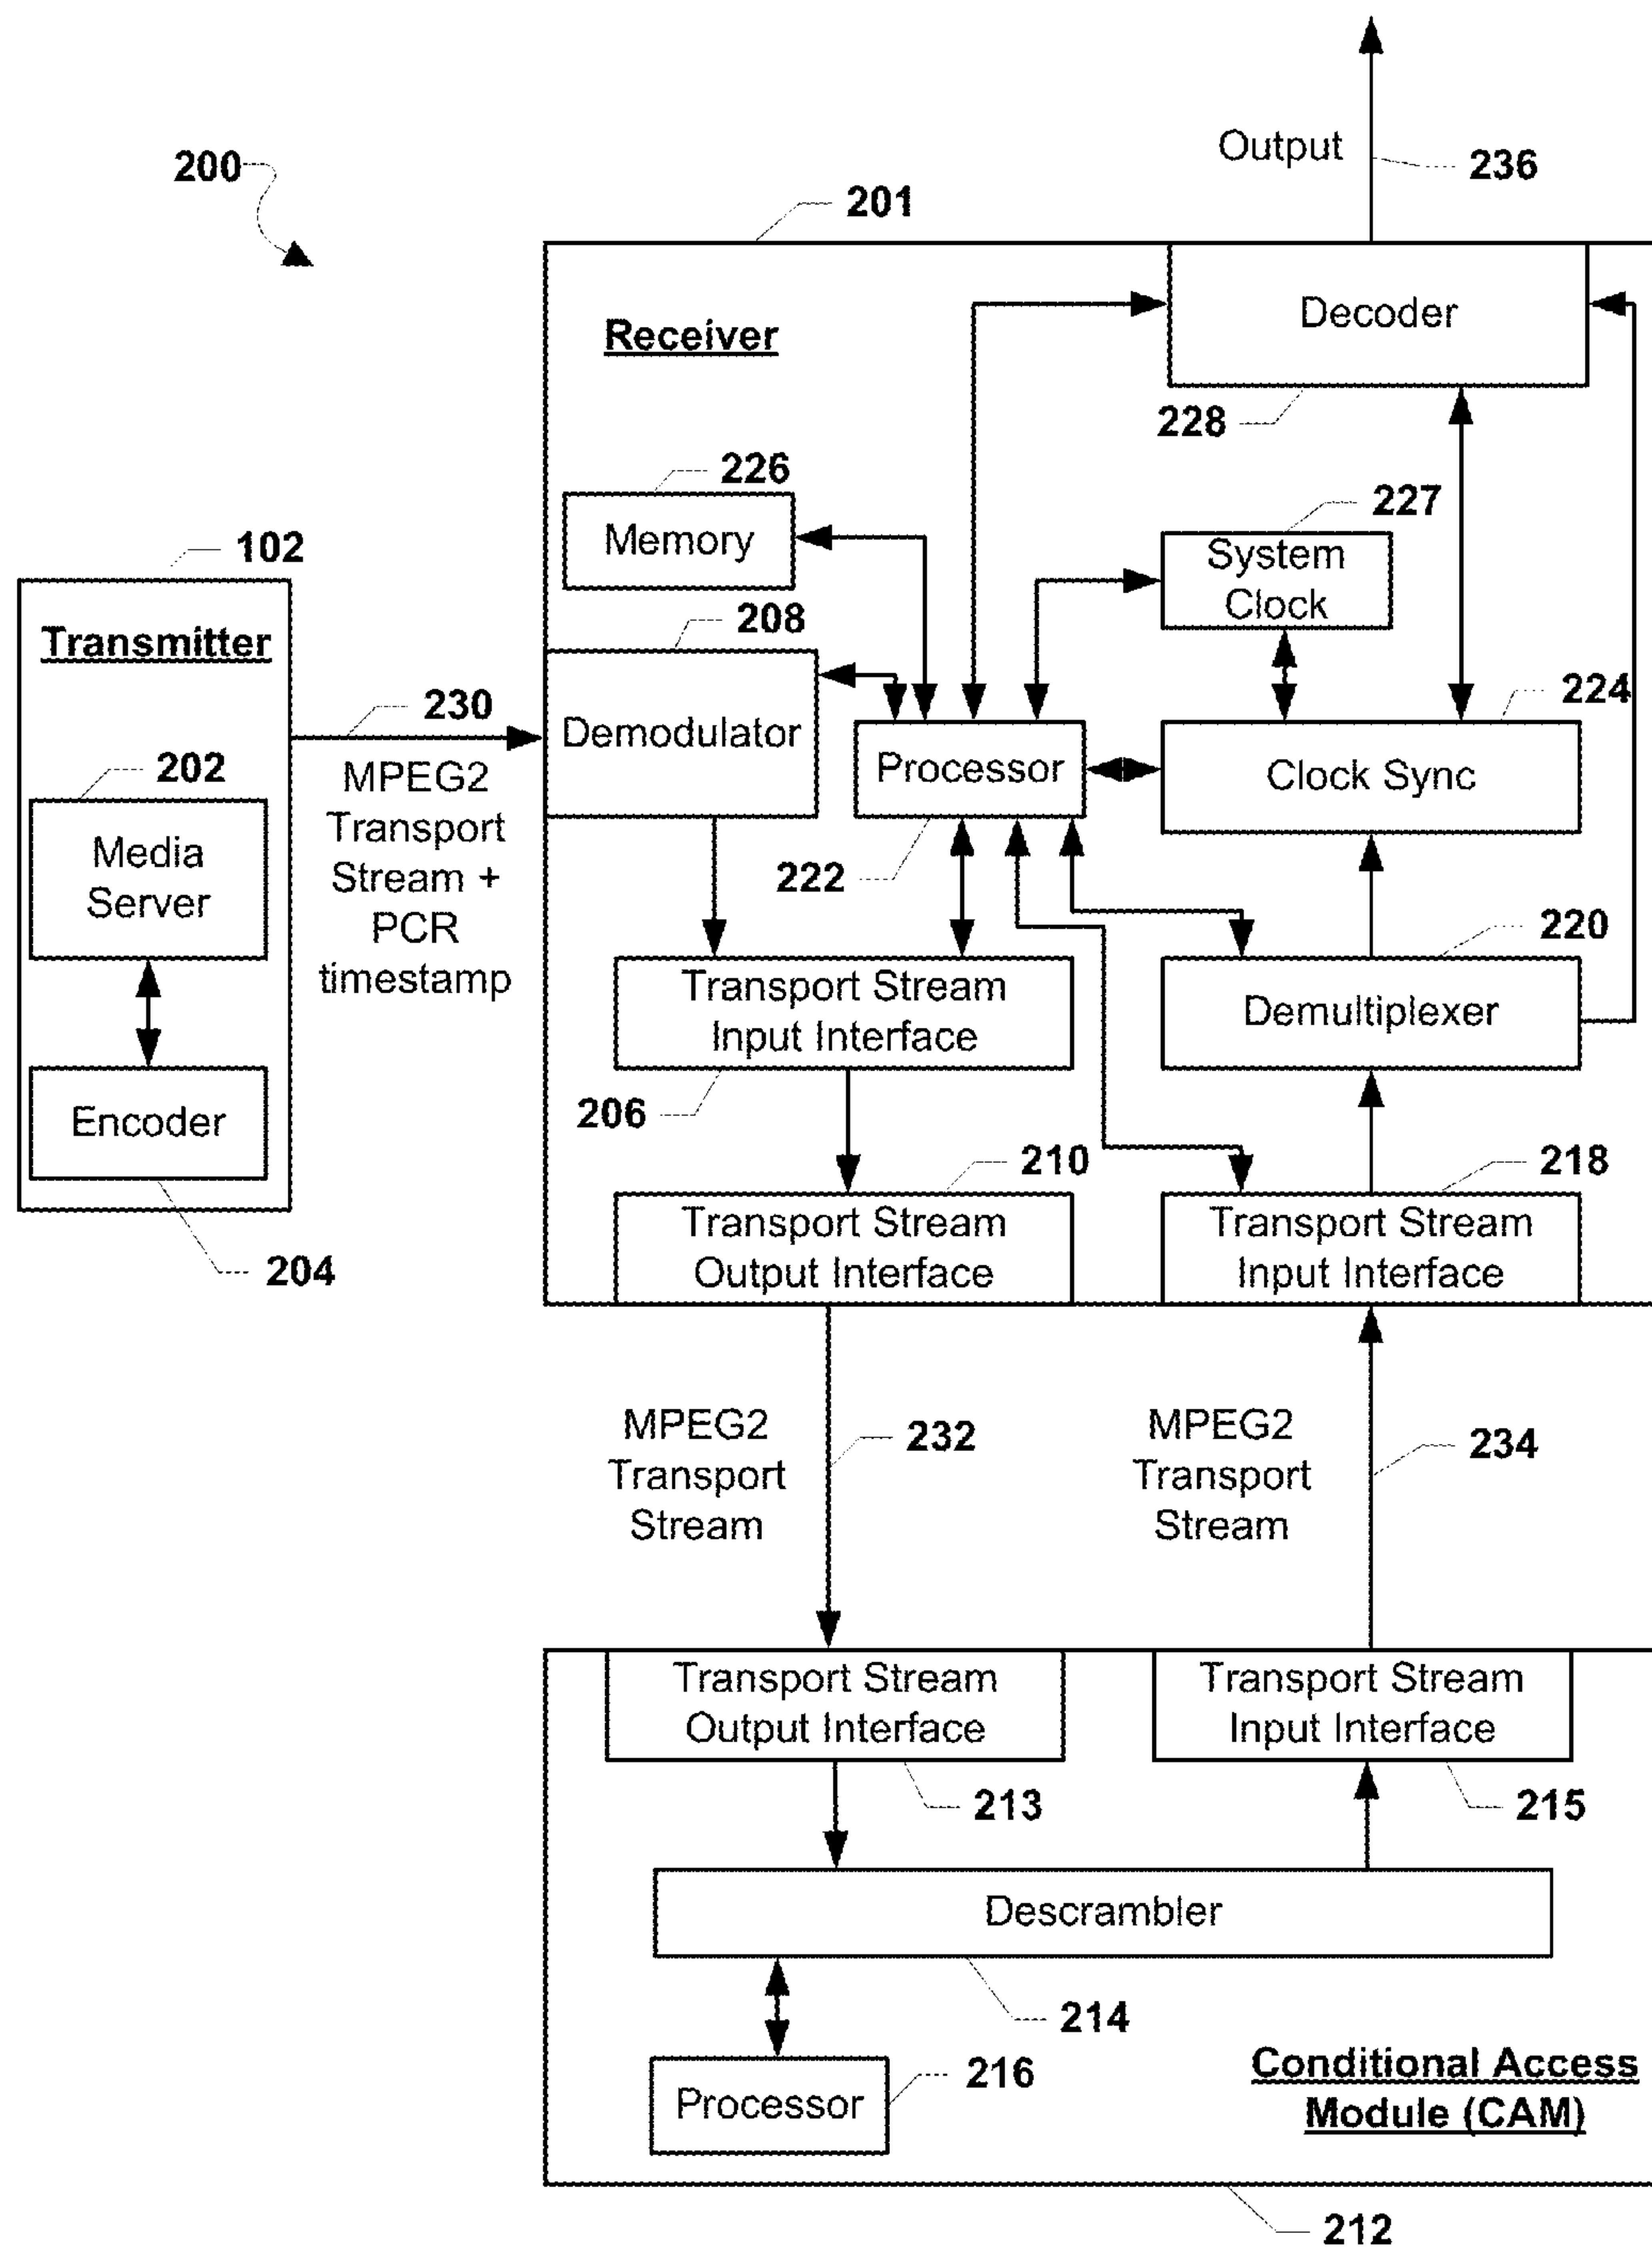 Output
236
200
201
Decoder
Receiver
228
226
227
Memory
System
Clock
102
208
Transmitter
224
230
Demodulator
Processor
Clock Sync
202
MPEG2
Transport
Stream +
PCR
timestamp
Media
Server
222
220
Transport Stream
Input Interface
Demultiplexer
206
Encoder
210
218
204
Transport Stream
Output Interface
Transport Stream
Input Interface
MPEG2
Transport
Stream
232
MPEG2
Transport
Stream
234
Transport Stream
Output Interface
Transport Stream
Input Interface
213
215
Descrambler
214
216
Processor
Conditional Access
Module (CAM)
212